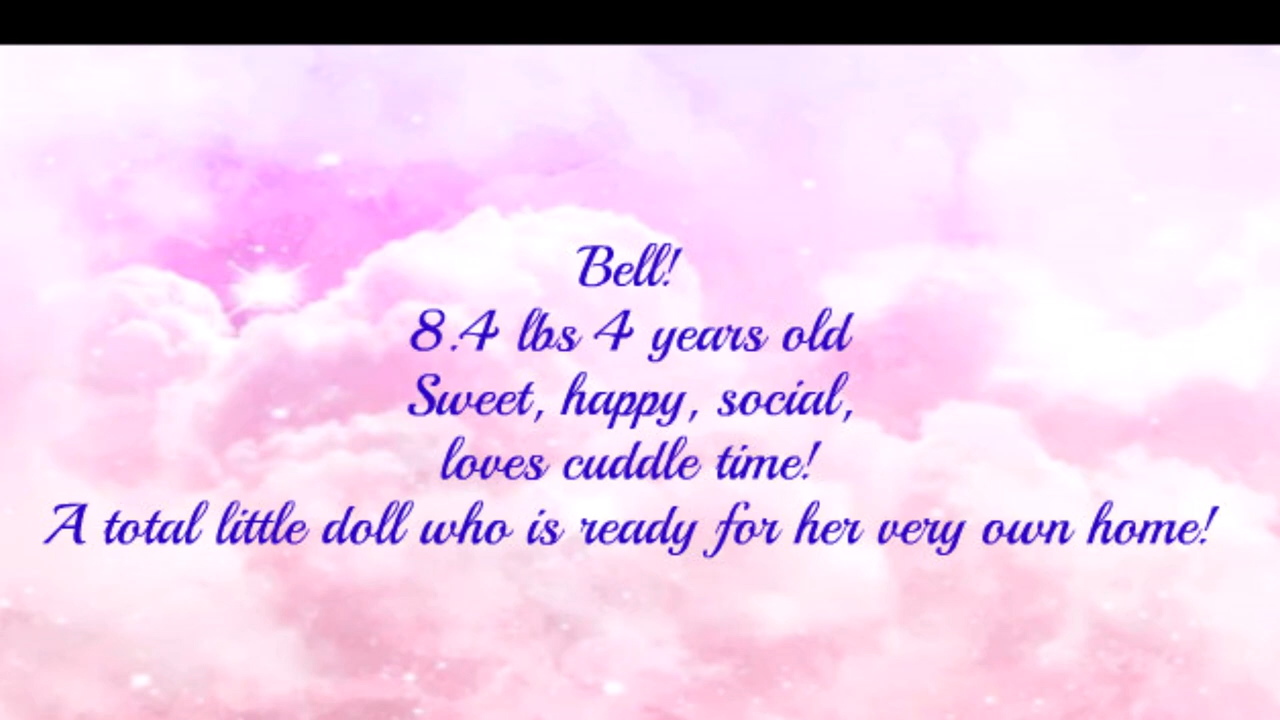 Bell!
8.4 lbs 4 years old
Sweet, happy, social,
loves cuddle time!
A total little doll who is ready for her very own home!